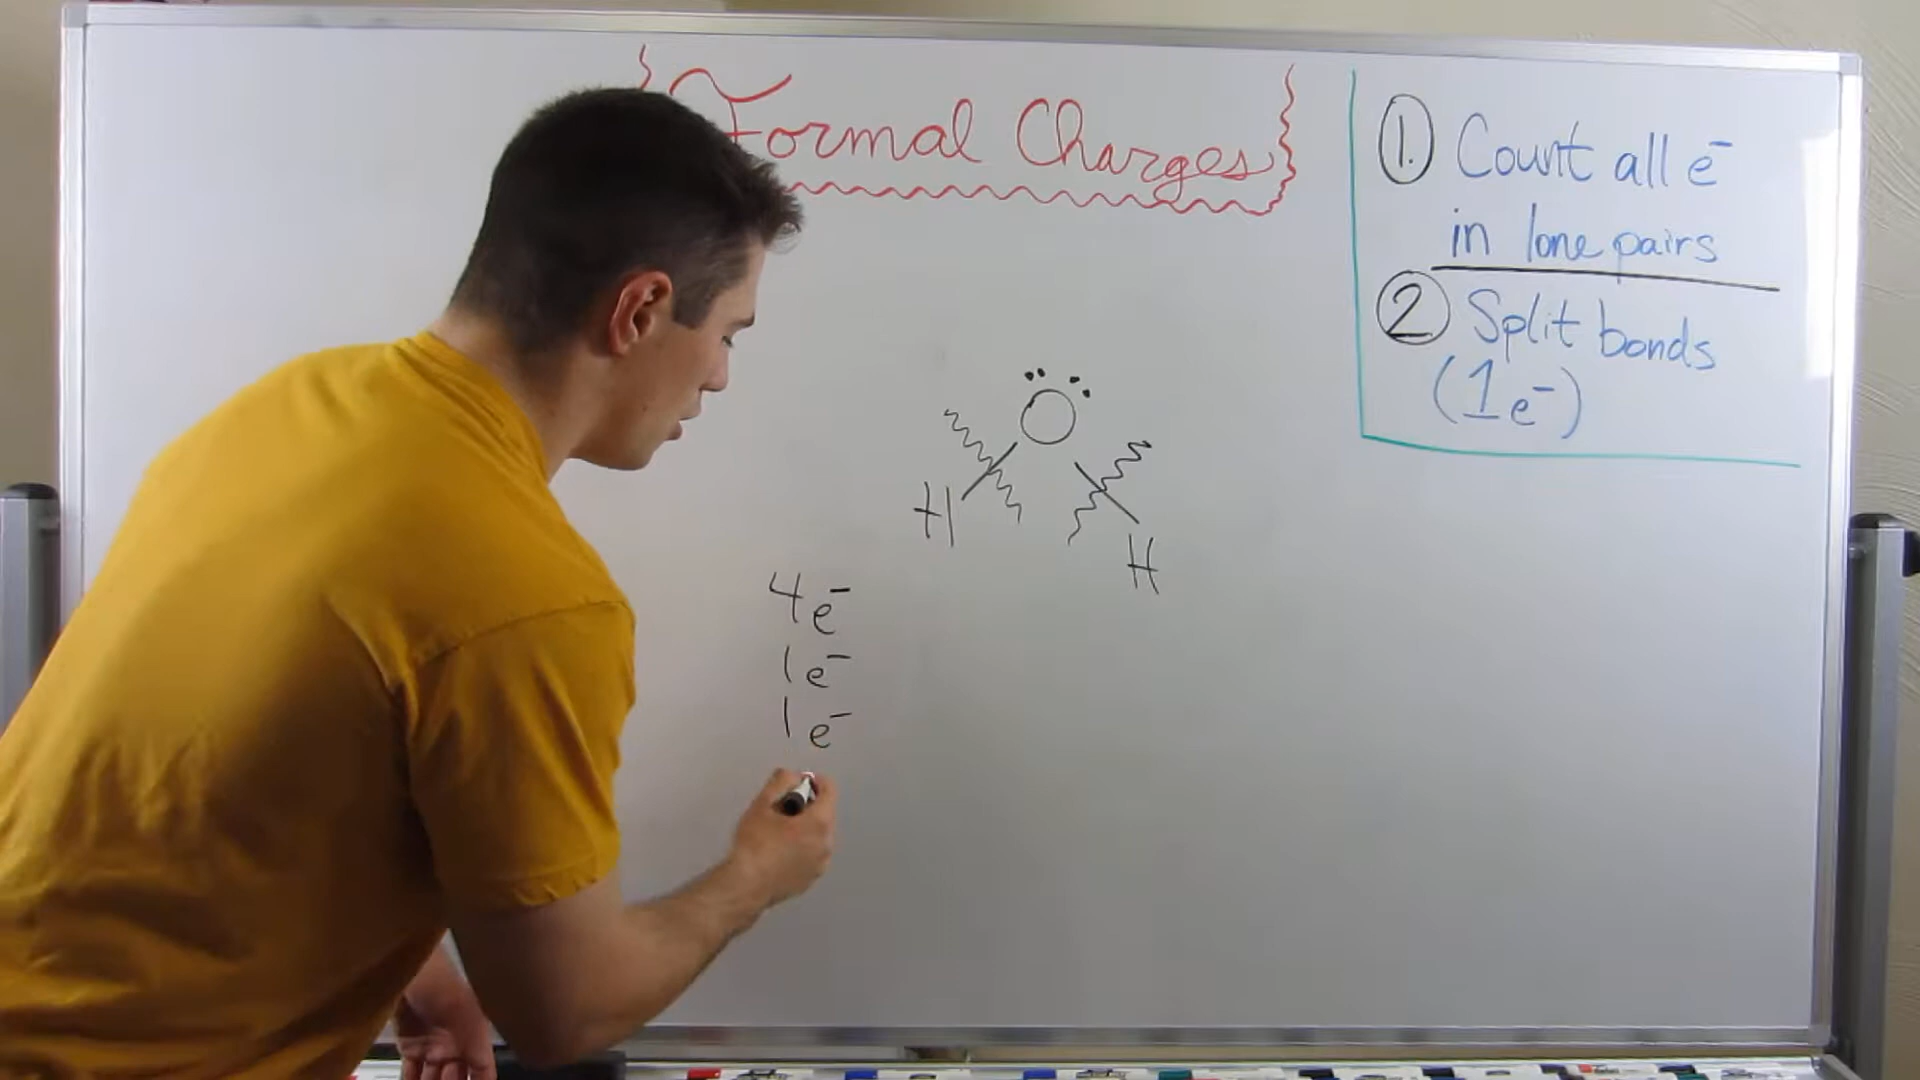 Formal Charges
1. Count all e⁻
in lone pairs
2 Split bonds
(1e⁻)
O
H
H
4e⁻
1e⁻
1e⁻